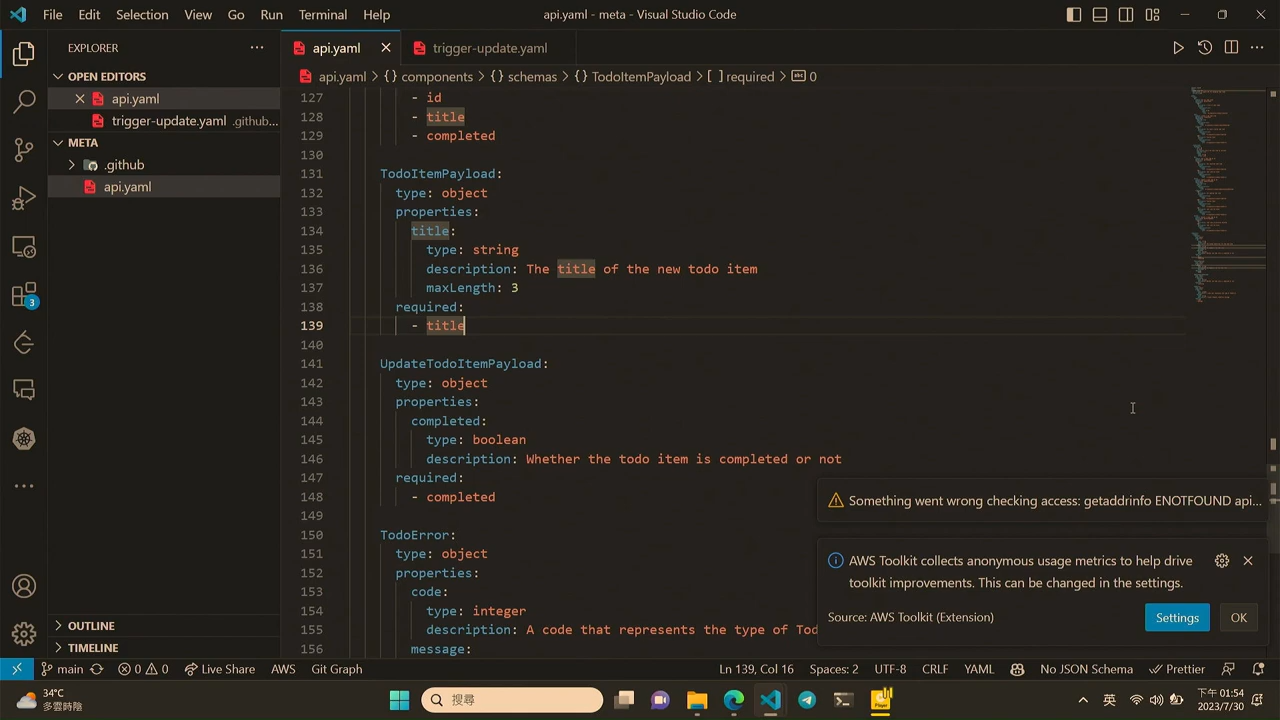 File Edit Selection View Go Run Terminal Help api.yaml - meta - Visual Studio Code
EXPLORER
OPEN EDITORS
api.yaml
trigger-update.yaml .github...
META
.github
api.yaml
OUTLINE
TIMELINE
3
api.yaml trigger-update.yaml
api.yaml > {} components > {} schemas > {} TodoItemPayload > [ ] required > abc 0
127 - id
128 - title
129 - completed
130
131 TodoItemPayload:
132 type: object
133 properties:
134 title:
135 type: string
136 description: The title of the new todo item
137 maxLength: 3
138 required:
139 - title
140
141 UpdateTodoItemPayload:
142 type: object
143 properties:
144 completed:
145 type: boolean
146 description: Whether the todo item is completed or not
147 required:
148 - completed
149
150 TodoError:
151 type: object
152 properties:
153 code:
154 type: integer
155 description: A code that represents the type of Tod
156 message:
Something went wrong checking access: getaddrinfo ENOTFOUND api...
AWS Toolkit collects anonymous usage metrics to help drive
toolkit improvements. This can be changed in the settings.
Source: AWS Toolkit (Extension) Settings OK
main 0 0 Live Share AWS Git Graph Ln 139, Col 16 Spaces: 2 UTF-8 CRLF YAML No JSON Schema Prettier
34°C
多雲時陰
搜尋
英
下午 01:54
2023/7/30